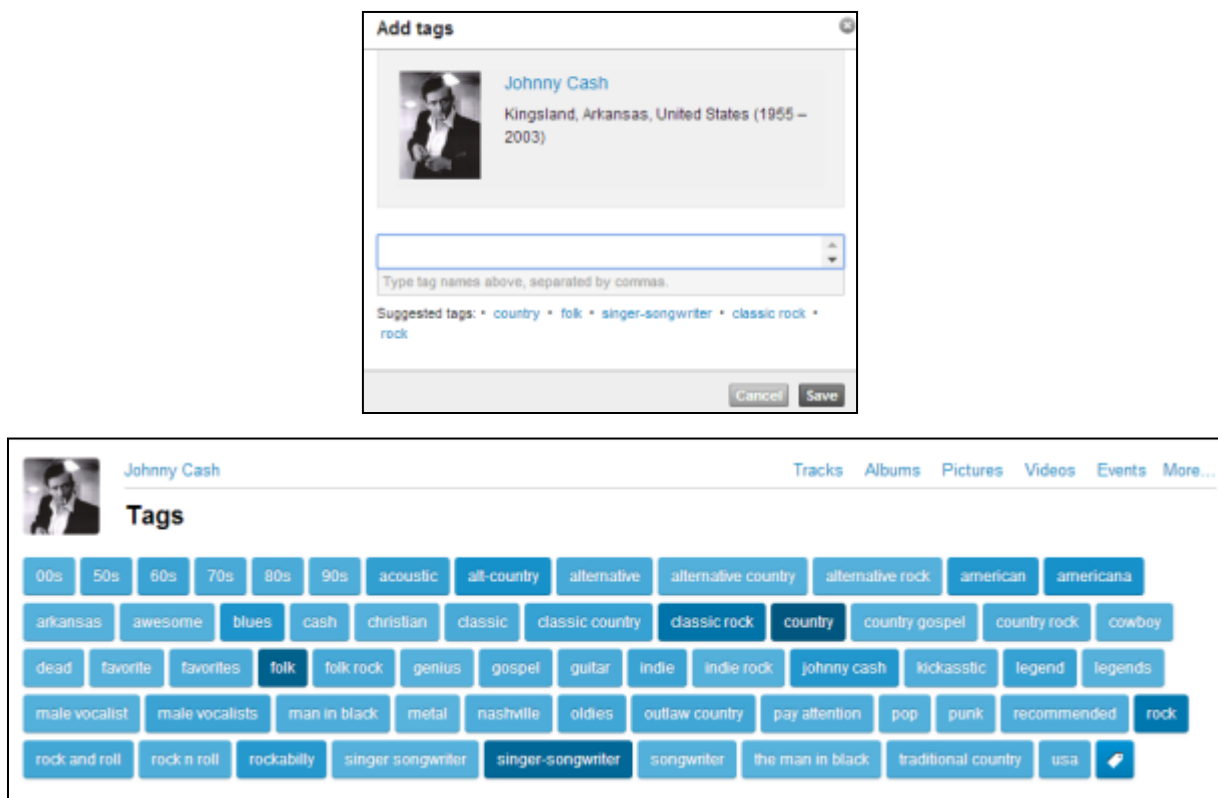 Add tags
Johnny Cash
Kingsland, Arkansas, United States (1955 –
2003)
Type tag names above, separated by commas.
Suggested tags: • country • folk • singer-songwriter • classic rock •
rock
Cancel Save
Johnny Cash Tracks Albums Pictures Videos Events More...
Tags
00s 50s 60s 70s 80s 90s acoustic alt-country alternative alternative country alternative rock american americana
arkansas awesome blues cash christian classic classic country classic rock country country gospel country rock cowboy
dead favorite favorites folk folk rock genius gospel guitar indie indie rock johnny cash kickasstic legend legends
male vocalist male vocalists man in black metal nashville oldies outlaw country pay attention pop punk recommended rock
rock and roll rock n roll rockabilly singer songwriter singer-songwriter songwriter the man in black traditional country usa